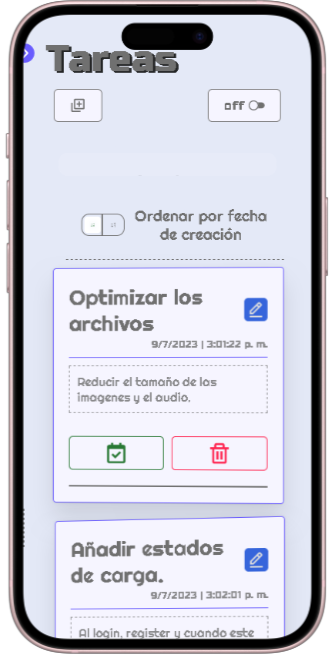 Tareas
off
Ordenar por fecha
de creación
Optimizar los
archivos
9/7/2023 | 3:01:22 p. m.
Reducir el tamaño de las
imagenes y el audio.
Añadir estados
de carga.
9/7/2023 | 3:02:01 p. m.
Al login, register y cuando este